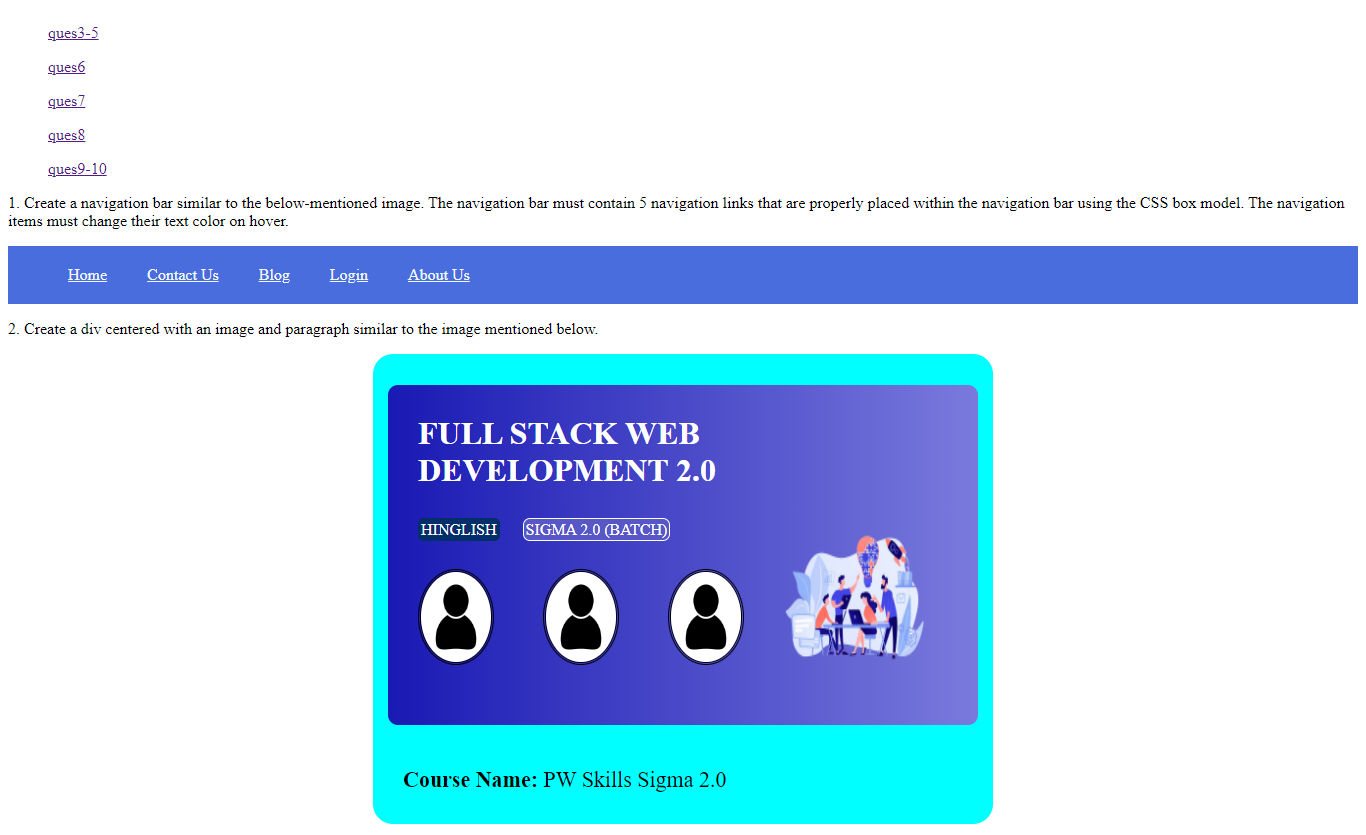 ques3-5
ques6
ques7
ques8
ques9-10
1. Create a navigation bar similar to the below-mentioned image. The navigation bar must contain 5 navigation links that are properly placed within the navigation bar using the CSS box model. The navigation
items must change their text color on hover.
Home Contact Us Blog Login About Us
2. Create a div centered with an image and paragraph similar to the image mentioned below.
FULL STACK WEB
DEVELOPMENT 2.0
HINGLISH SIGMA 2.0 (BATCH)
Course Name: PW Skills Sigma 2.0